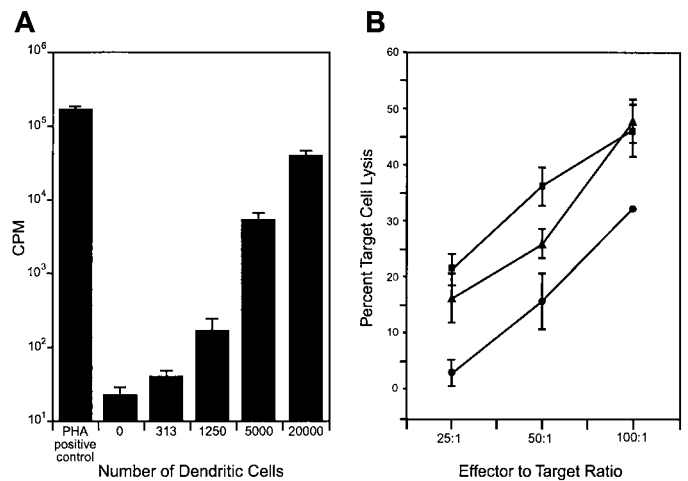 A
CPM
10^6
10^5
10^4
10^3
10^2
10^1
PHA positive control 0 313 1250 5000 20000
Number of Dendritic Cells
B
Percent Target Cell Lysis
60
50
40
30
20
10
0
25:1 50:1 100:1
Effector to Target Ratio